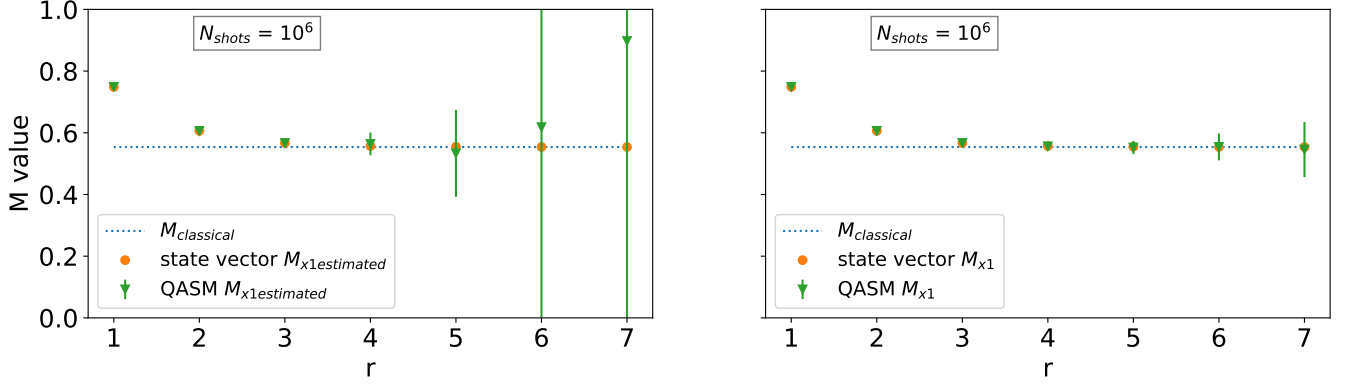 M value
1.0
0.8
0.6
0.4
0.2
0.0
N_shots = 10^6
M_classical
state vector M_x1estimated
QASM M_x1estimated
1 2 3 4 5 6 7
r
N_shots = 10^6
M_classical
state vector M_x1
QASM M_x1
1 2 3 4 5 6 7
r